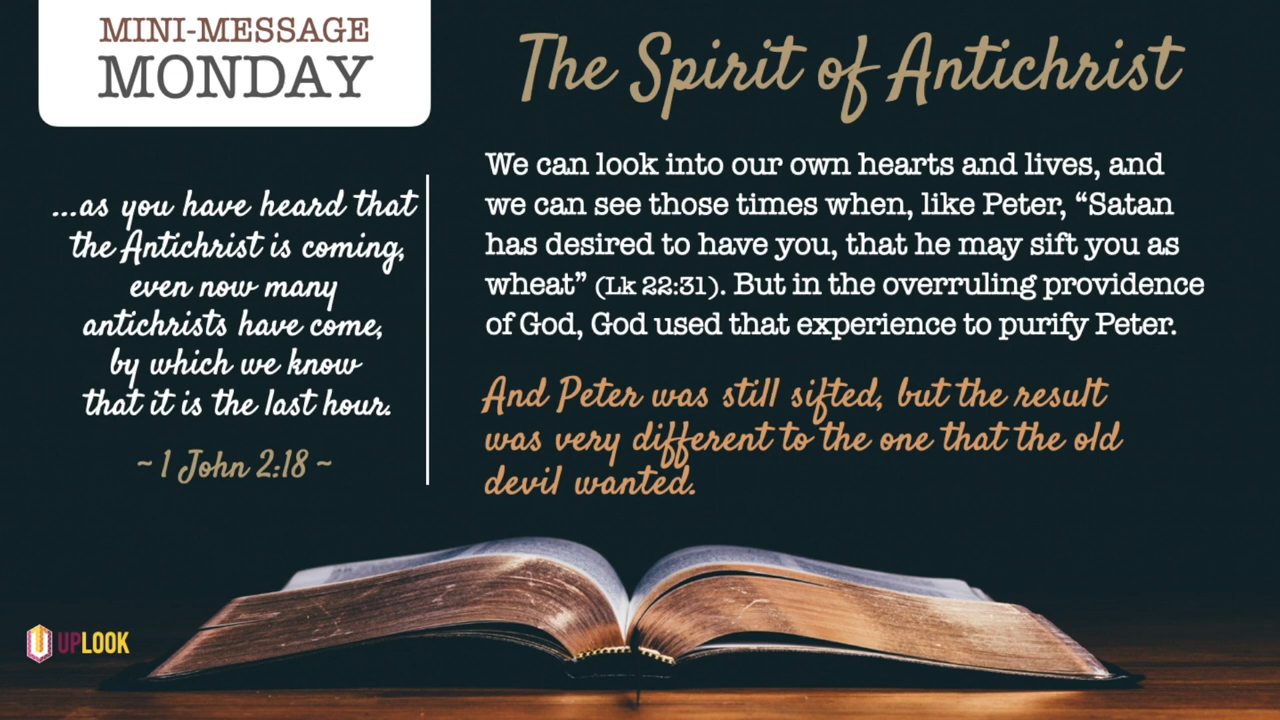 MINI-MESSAGE
MONDAY
The Spirit of Antichrist
...as you have heard that
the Antichrist is coming,
even now many
antichrists have come,
by which we know
that it is the last hour.
~ 1 John 2:18 ~
We can look into our own hearts and lives, and
we can see those times when, like Peter, “Satan
has desired to have you, that he may sift you as
wheat” (Lk 22:31). But in the overruling providence
of God, God used that experience to purify Peter.
And Peter was still sifted, but the result
was very different to the one that the old
devil wanted.
UPLOOK